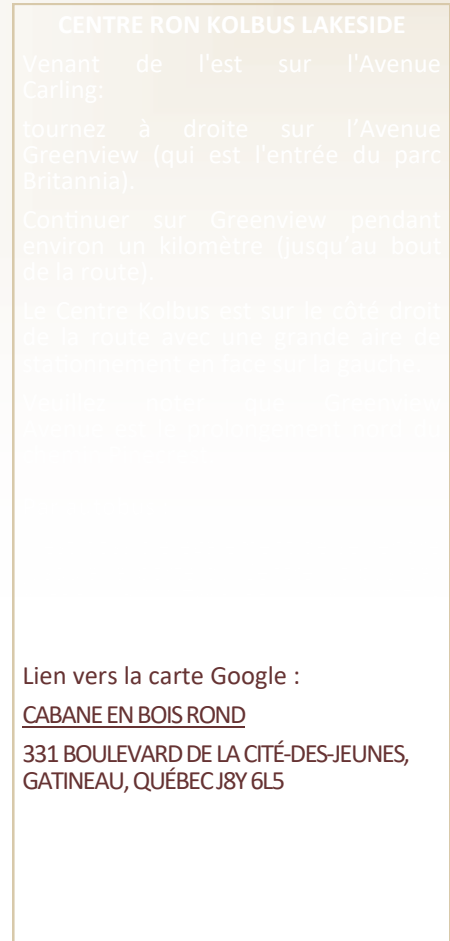 CENTRE RON KOLBUS LAKESIDE
Venant de l'est sur l'Avenue
Carling:
tournez à droite sur l’Avenue
Greenview (qui est l'entrée du parc
Britannia).
Continuer sur Greenview pendant
environ un kilomètre (jusqu’au bout
de la route).
Le Centre Kolbus est sur le côté droit
de la route avec une grande aire de
stationnement en face sur la gauche.
Veuillez noter que Greenview
Lien vers la carte Google :
CABANE EN BOIS ROND
331 BOULEVARD DE LA CITÉ-DES-JEUNES,
GATINEAU, QUÉBEC J8Y 6L5